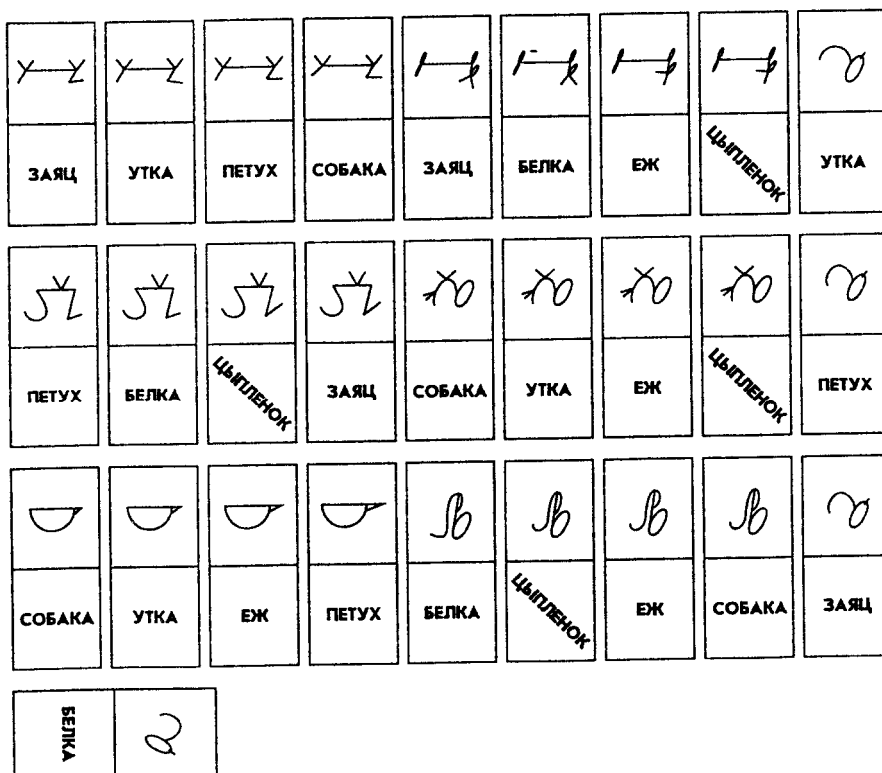 ЗАЯЦ УТКА ПЕТУХ СОБАКА ЗАЯЦ БЕЛКА ЕЖ ЦЫПЛЕНОК УТКА
ПЕТУХ БЕЛКА ЦЫПЛЕНОК ЗАЯЦ СОБАКА УТКА ЕЖ ЦЫПЛЕНОК ПЕТУХ
СОБАКА УТКА ЕЖ ПЕТУХ БЕЛКА ЦЫПЛЕНОК ЕЖ СОБАКА ЗАЯЦ
БЕЛКА